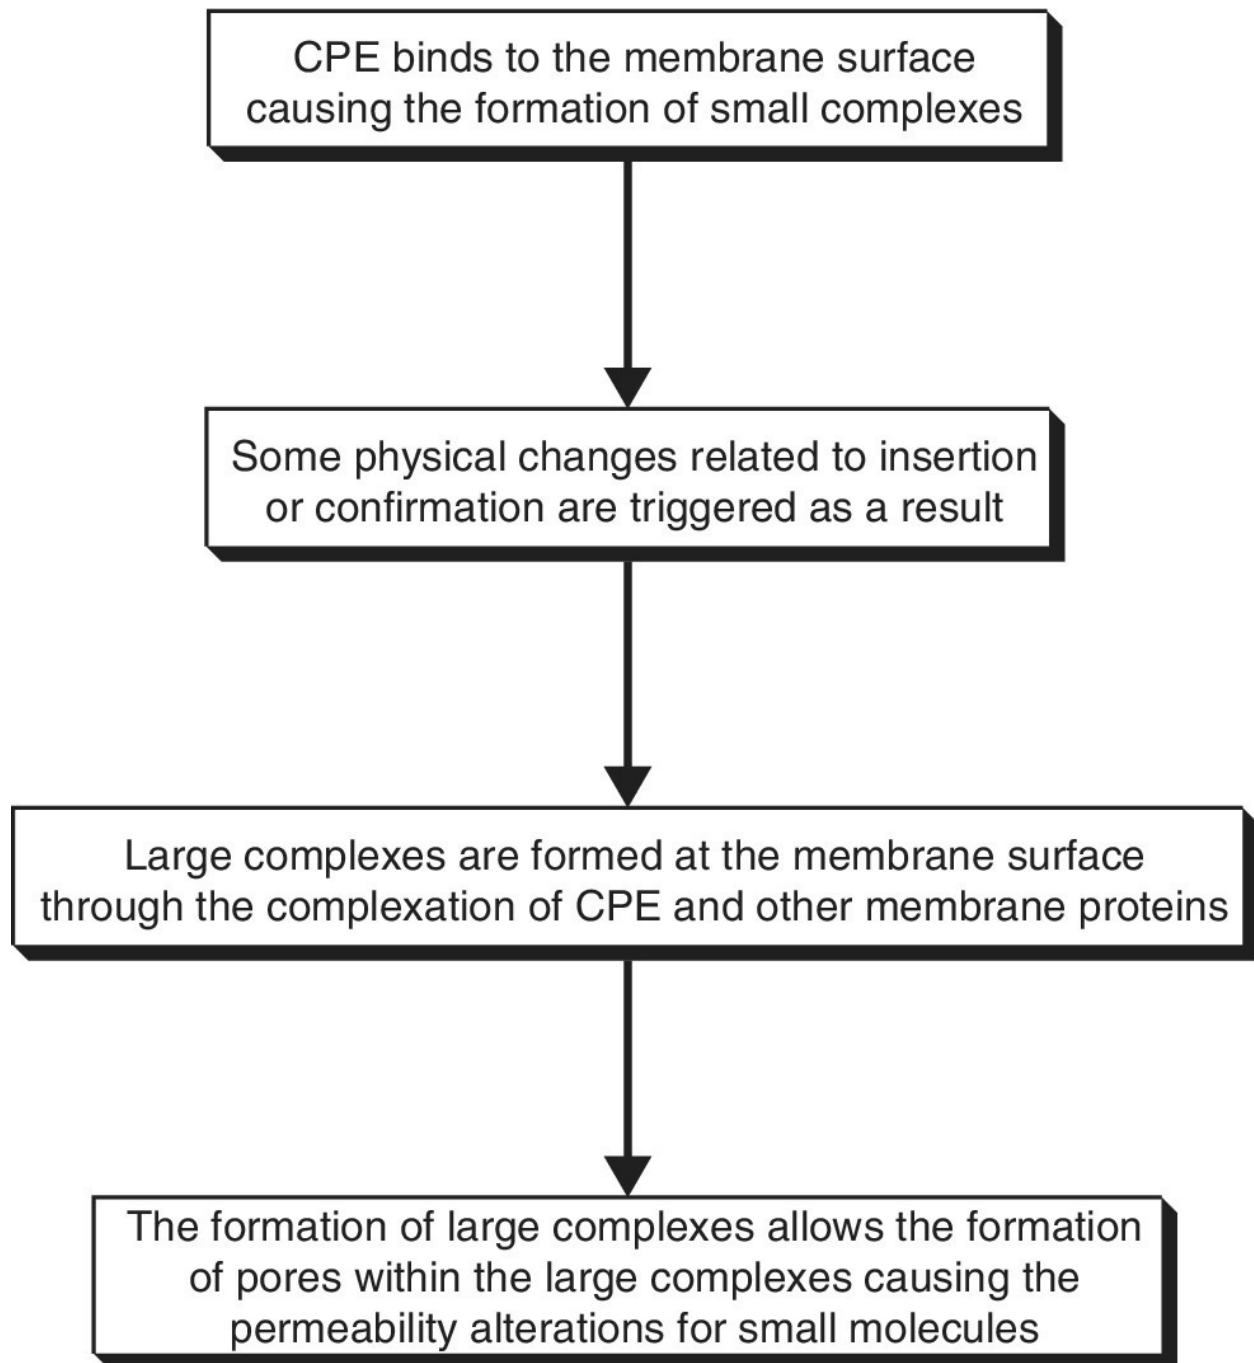 CPE binds to the membrane surface
causing the formation of small complexes
Some physical changes related to insertion
or confirmation are triggered as a result
Large complexes are formed at the membrane surface
through the complexation of CPE and other membrane proteins
The formation of large complexes allows the formation
of pores within the large complexes causing the
permeability alterations for small molecules